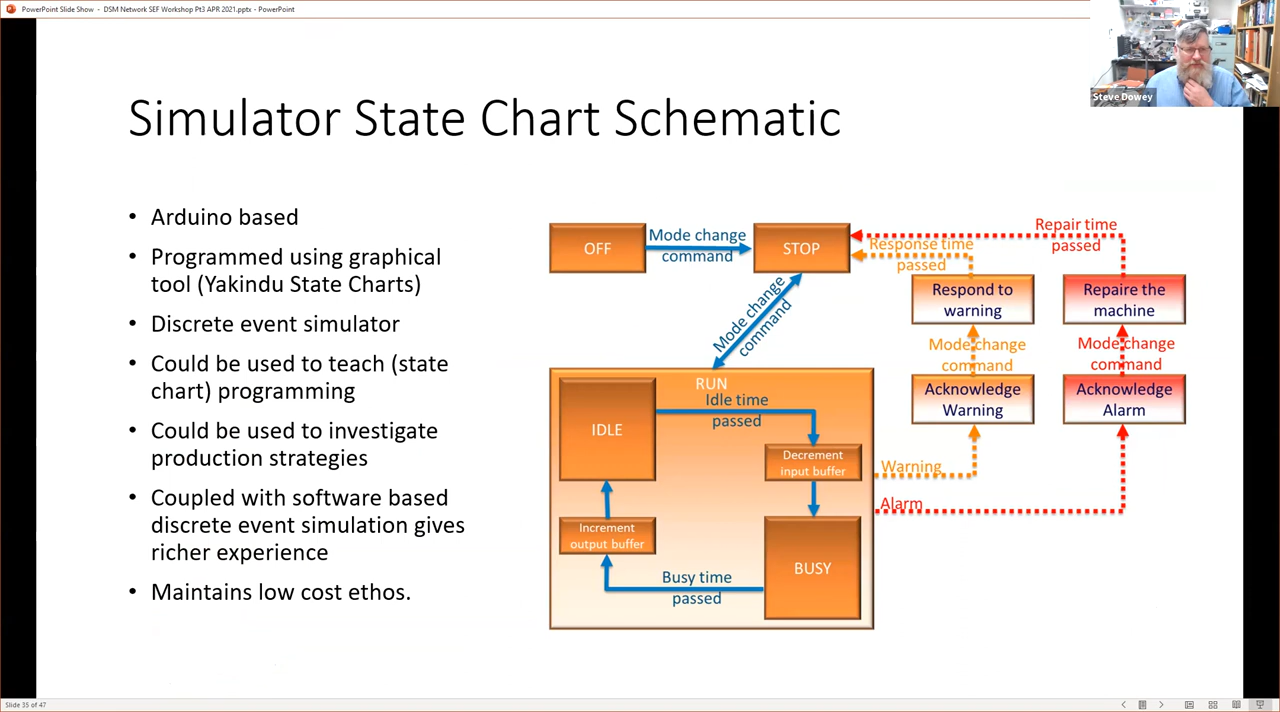 PowerPoint Slide Show - DSM Network SEF Workshop Pt3 APR 2021.pptx - PowerPoint
Steve Dowey
Simulator State Chart Schematic
• Arduino based
• Programmed using graphical
tool (Yakindu State Charts)
• Discrete event simulator
• Could be used to teach (state
chart) programming
• Could be used to investigate
production strategies
• Coupled with software based
discrete event simulation gives
richer experience
• Maintains low cost ethos.
OFF
Mode change
command
STOP
Mode change
command
Response time
passed
Repair time
passed
Respond to
warning
Repaire the
machine
Mode change
command
Mode change
command
Acknowledge
Warning
Acknowledge
Alarm
Warning
Alarm
RUN
IDLE
Idle time
passed
Decrement
input buffer
BUSY
Busy time
passed
Increment
output buffer
Slide 35 of 47